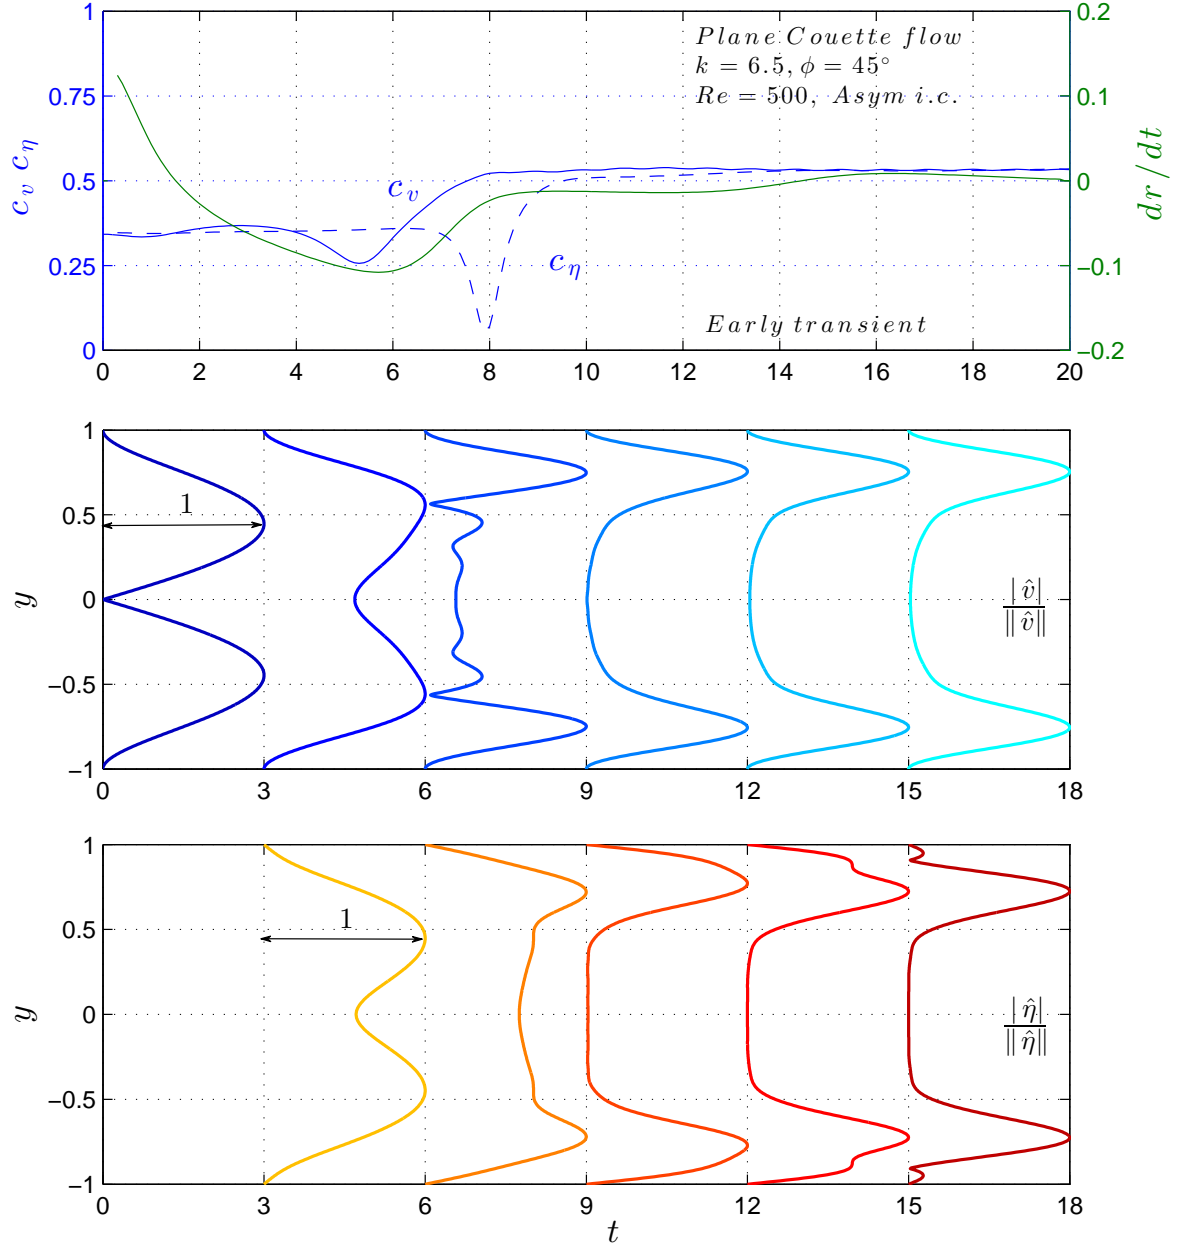 1
0.75
0.5
0.25
0
c_v c_η
0.2
0.1
0
−0.1
−0.2
dr/dt
Plane Couette flow
k = 6.5, ϕ = 45°
Re = 500, Asym i.c.
c_v
c_η
Early transient
0 2 4 6 8 10 12 14 16 18 20
1
0.5
0
−0.5
−1
y
1
|v̂|
‖v̂‖
0 3 6 9 12 15 18
1
0.5
0
−0.5
−1
y
1
|η̂|
‖η̂‖
0 3 6 9 12 15 18
t